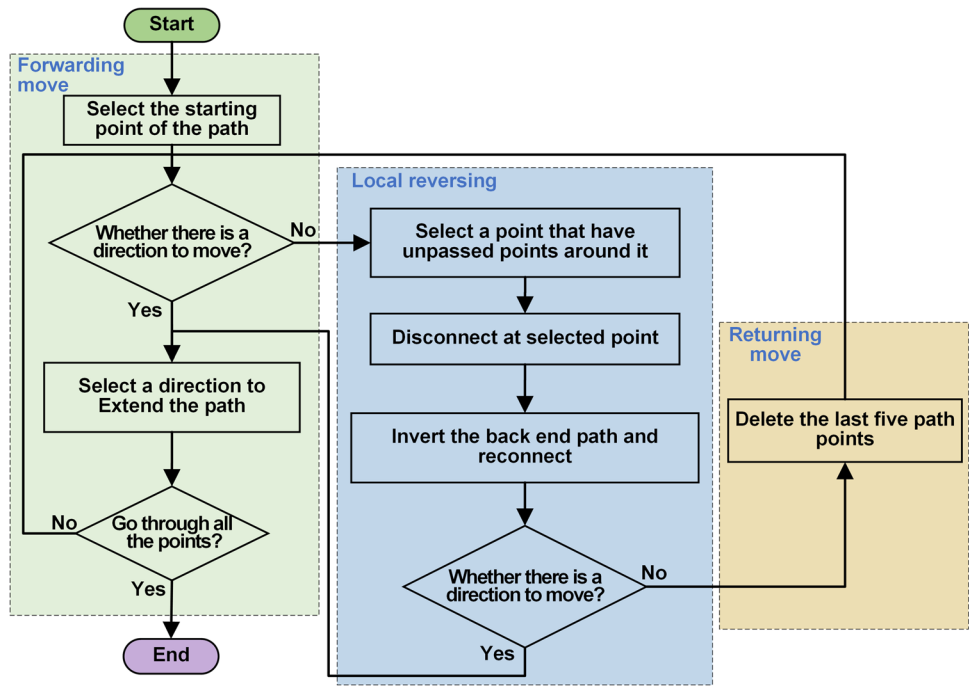 Start
Forwarding
move
Select the starting
point of the path
Whether there is a
direction to move?
No
Yes
Select a direction to
Extend the path
Go through all
the points?
No
Yes
End
Local reversing
Select a point that have
unpassed points around it
Disconnect at selected point
Invert the back end path and
reconnect
Whether there is a
direction to move?
No
Yes
Returning
move
Delete the last five path
points